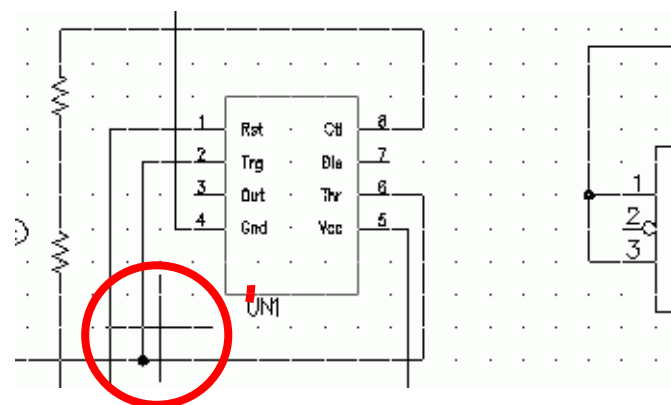 1 Rst Ctl 8
2 Trg Dis 7
3 Out Thr 6
4 Gnd Vcc 5
UN1
1
2
3